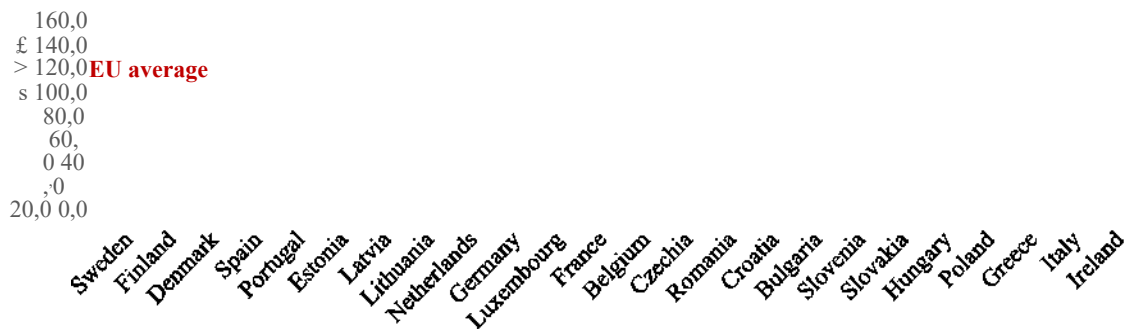 160,0
£ 140,0
> 120,0 EU average
s 100,0
80,0
60,
0 40
,·0
20,0 0,0
Sweden
Finland
Denmark
Spain
Portugal
Estonia
Latvia
Lithuania
Netherlands
Germany
Luxembourg
France
Belgium
Czechia
Romania
Croatia
Bulgaria
Slovenia
Slovakia
Hungary
Poland
Greece
Italy
Ireland